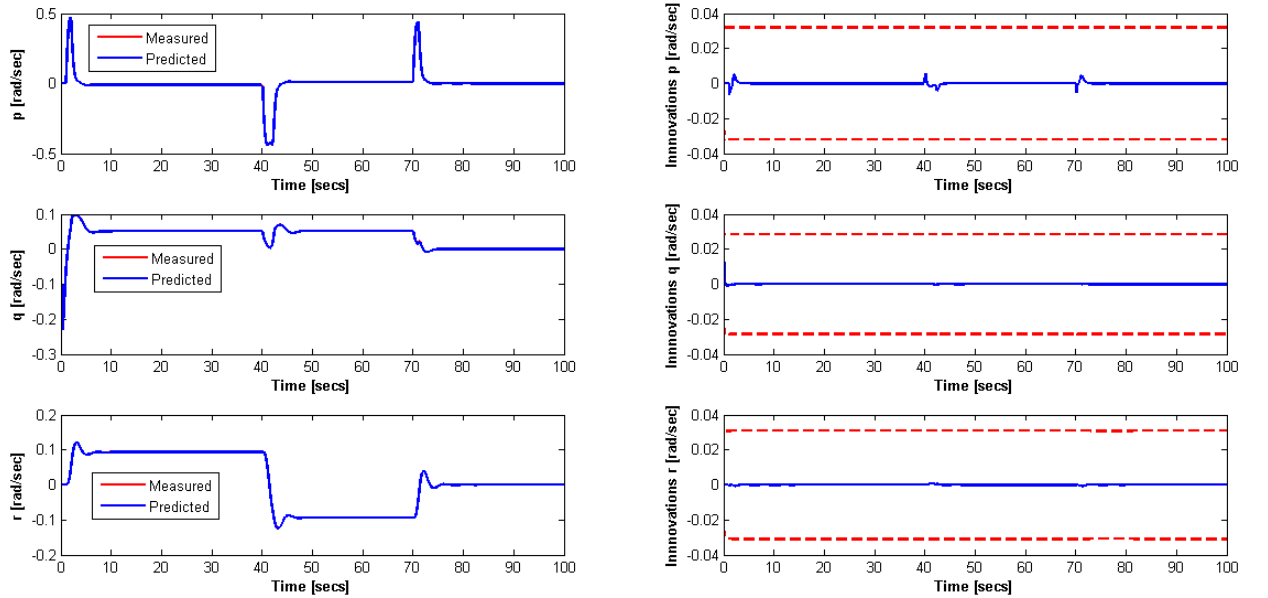 0.5
0
-0.5
p [rad/sec]
Measured
Predicted
0 10 20 30 40 50 60 70 80 90 100
Time [secs]
0.04
0.02
0
-0.02
-0.04
Innnovations p [rad/sec]
0 10 20 30 40 50 60 70 80 90 100
Time [secs]
0.1
0
-0.1
-0.2
-0.3
q [rad/sec]
Measured
Predicted
0 10 20 30 40 50 60 70 80 90 100
Time [secs]
0.04
0.02
0
-0.02
-0.04
Innnovations q [rad/sec]
0 10 20 30 40 50 60 70 80 90 100
Time [secs]
0.2
0.1
0
-0.1
-0.2
r [rad/sec]
Measured
Predicted
0 10 20 30 40 50 60 70 80 90 100
Time [secs]
0.04
0.02
0
-0.02
-0.04
Innnovations r [rad/sec]
0 10 20 30 40 50 60 70 80 90 100
Time [secs]